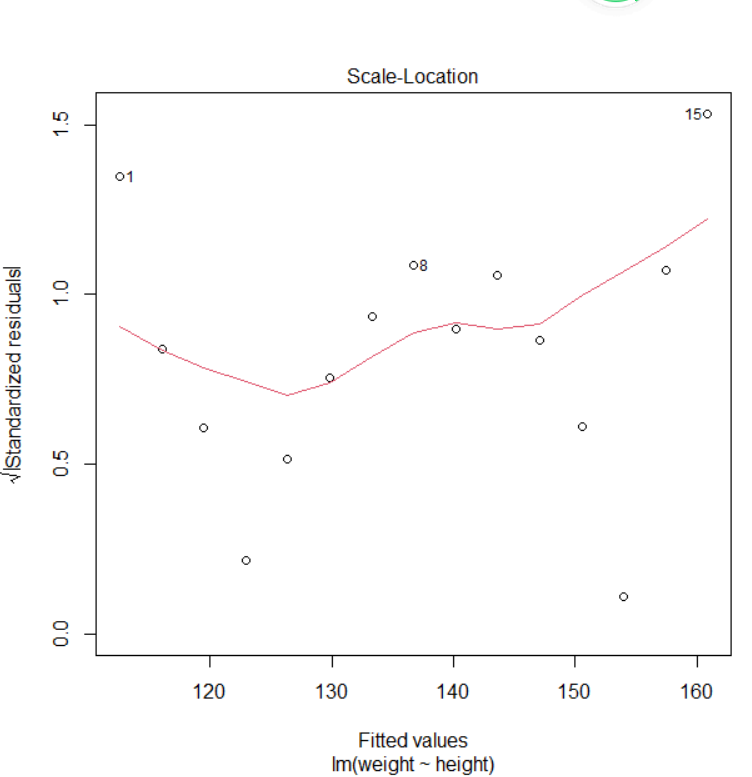 Scale-Location
15
1
8
1.5
1.0
0.5
0.0
√|Standardized residuals|
120 130 140 150 160
Fitted values
lm(weight ~ height)